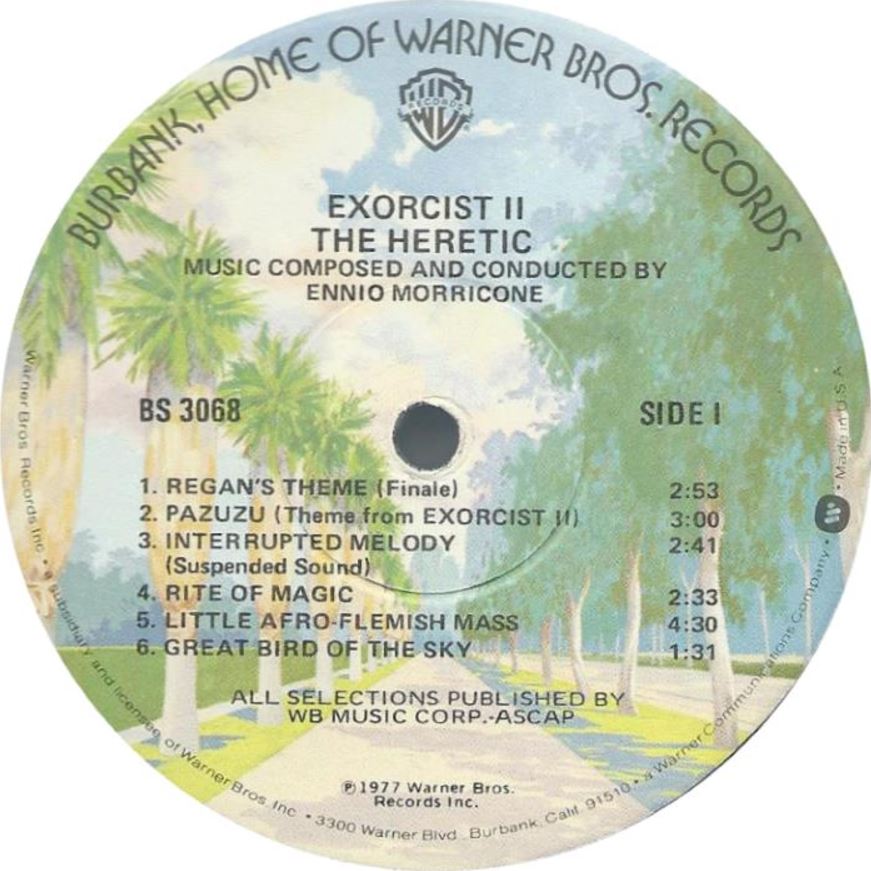 BURBANK, HOME OF WARNER BROS. RECORDS
RECORDS
EXORCIST II
THE HERETIC
MUSIC COMPOSED AND CONDUCTED BY
ENNIO MORRICONE
BS 3068
SIDE I
1. REGAN'S THEME (Finale) 2:53
2. PAZUZU (Theme from EXORCIST II) 3:00
3. INTERRUPTED MELODY 2:41
(Suspended Sound)
4. RITE OF MAGIC 2:33
5. LITTLE AFRO-FLEMISH MASS 4:30
6. GREAT BIRD OF THE SKY 1:31
ALL SELECTIONS PUBLISHED BY
WB MUSIC CORP.-ASCAP
℗1977 Warner Bros.
Records Inc.
Warner Bros Records Inc • a subsidiary and licensee of Warner Bros. Inc • 3300 Warner Blvd., Burbank, Calif. 91510 • a Warner Communications Company • Made in U.S.A.